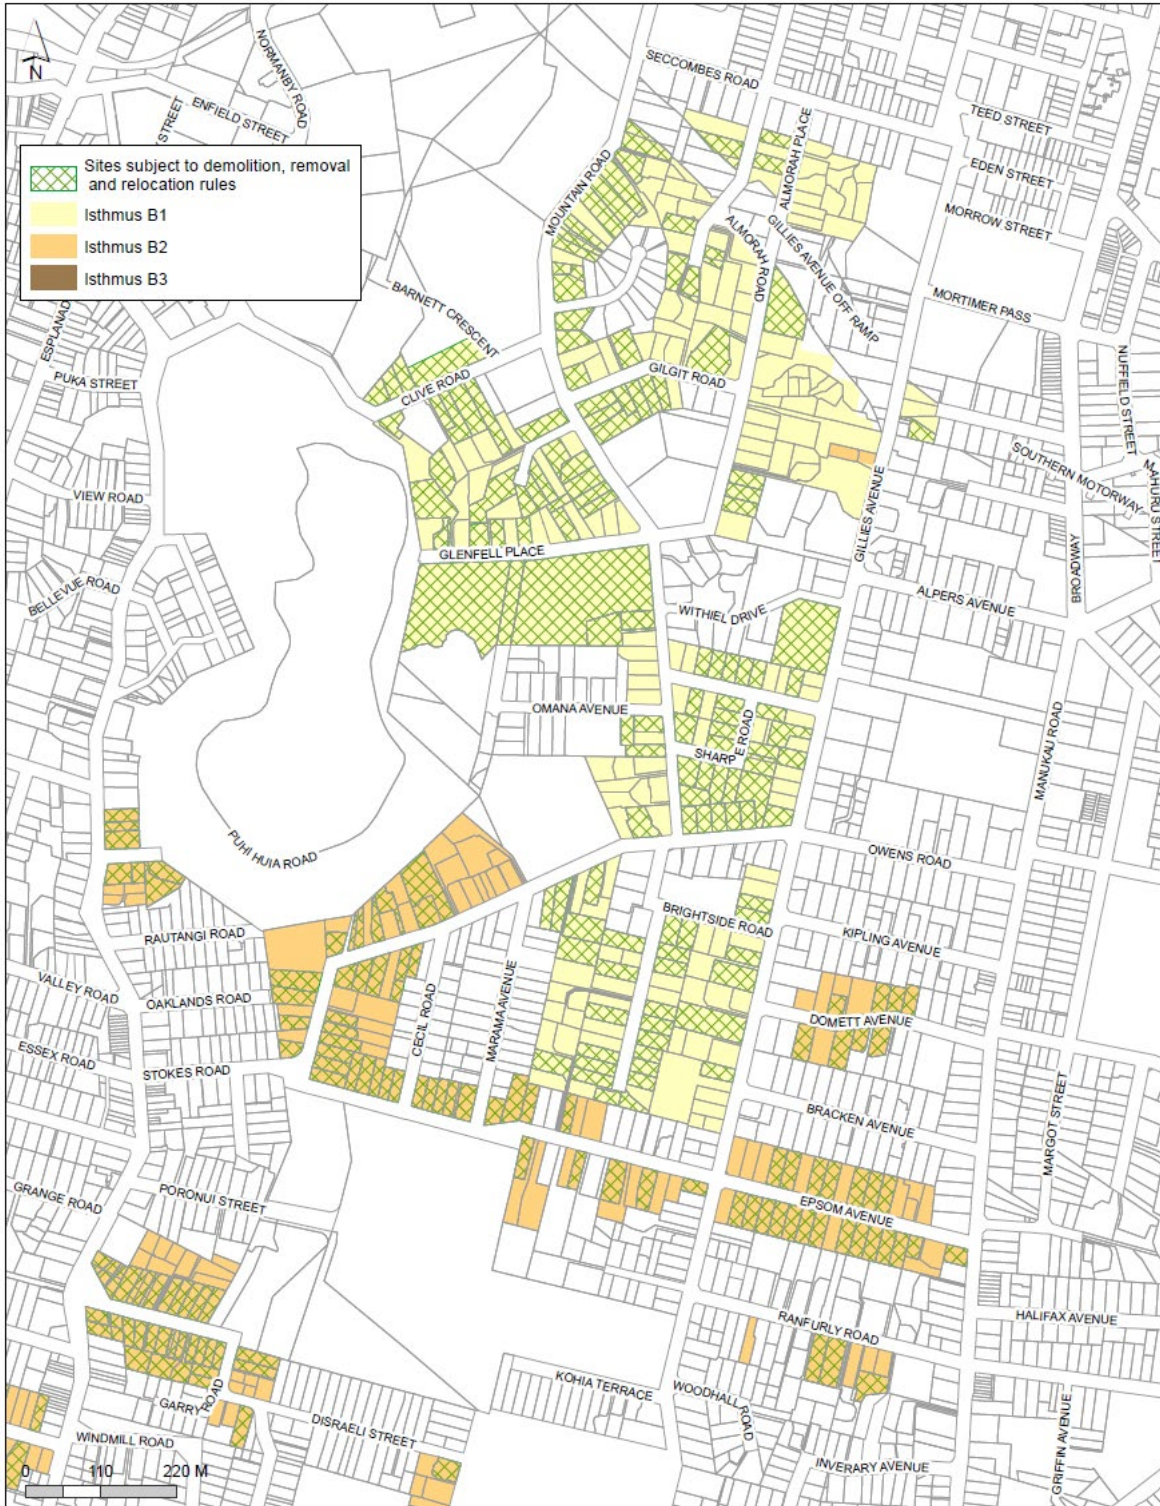 NORMANBY ROAD
SECCOMBES ROAD
N
ENFIELD STREET
STREET
TEED STREET
ALMORAH PLACE
EDEN STREET
Sites subject to demolition, removal
and relocation rules
Isthmus B1
Isthmus B2
Isthmus B3
MOUNTAIN ROAD
MORROW STREET
ALMORAH ROAD
GILLIES AVENUE OFF RAMP
BARNETT CRESCENT
MORTIMER PASS
ESPLANAD
PUKA STREET
CLIVE ROAD
GILGIT ROAD
NUFFIELD STREET
VIEW ROAD
SOUTHERN MOTORWAY
MAHURU STREET
GILLIES AVENUE
GLENFELL PLACE
BROADWAY
BELLEVUE ROAD
ALPERS AVENUE
WITHIEL DRIVE
OMANA AVENUE
SHARPE ROAD
MANUKAU ROAD
PUHI HUIA ROAD
OWENS ROAD
RAUTANGI ROAD
BRIGHTSIDE ROAD
KIPLING AVENUE
VALLEY ROAD
OAKLANDS ROAD
CECIL ROAD
MARAMA AVENUE
DOMETT AVENUE
ESSEX ROAD
STOKES ROAD
BRACKEN AVENUE
MARGOT STREET
GRANGE ROAD
PORONUI STREET
EPSOM AVENUE
RANFURLY ROAD
HALIFAX AVENUE
KOHIA TERRACE
WOODHALL ROAD
GARRY ROAD
DISRAELI STREET
WINDMILL ROAD
INVERARY AVENUE
GRIFFIN AVENUE
0 110 220 M